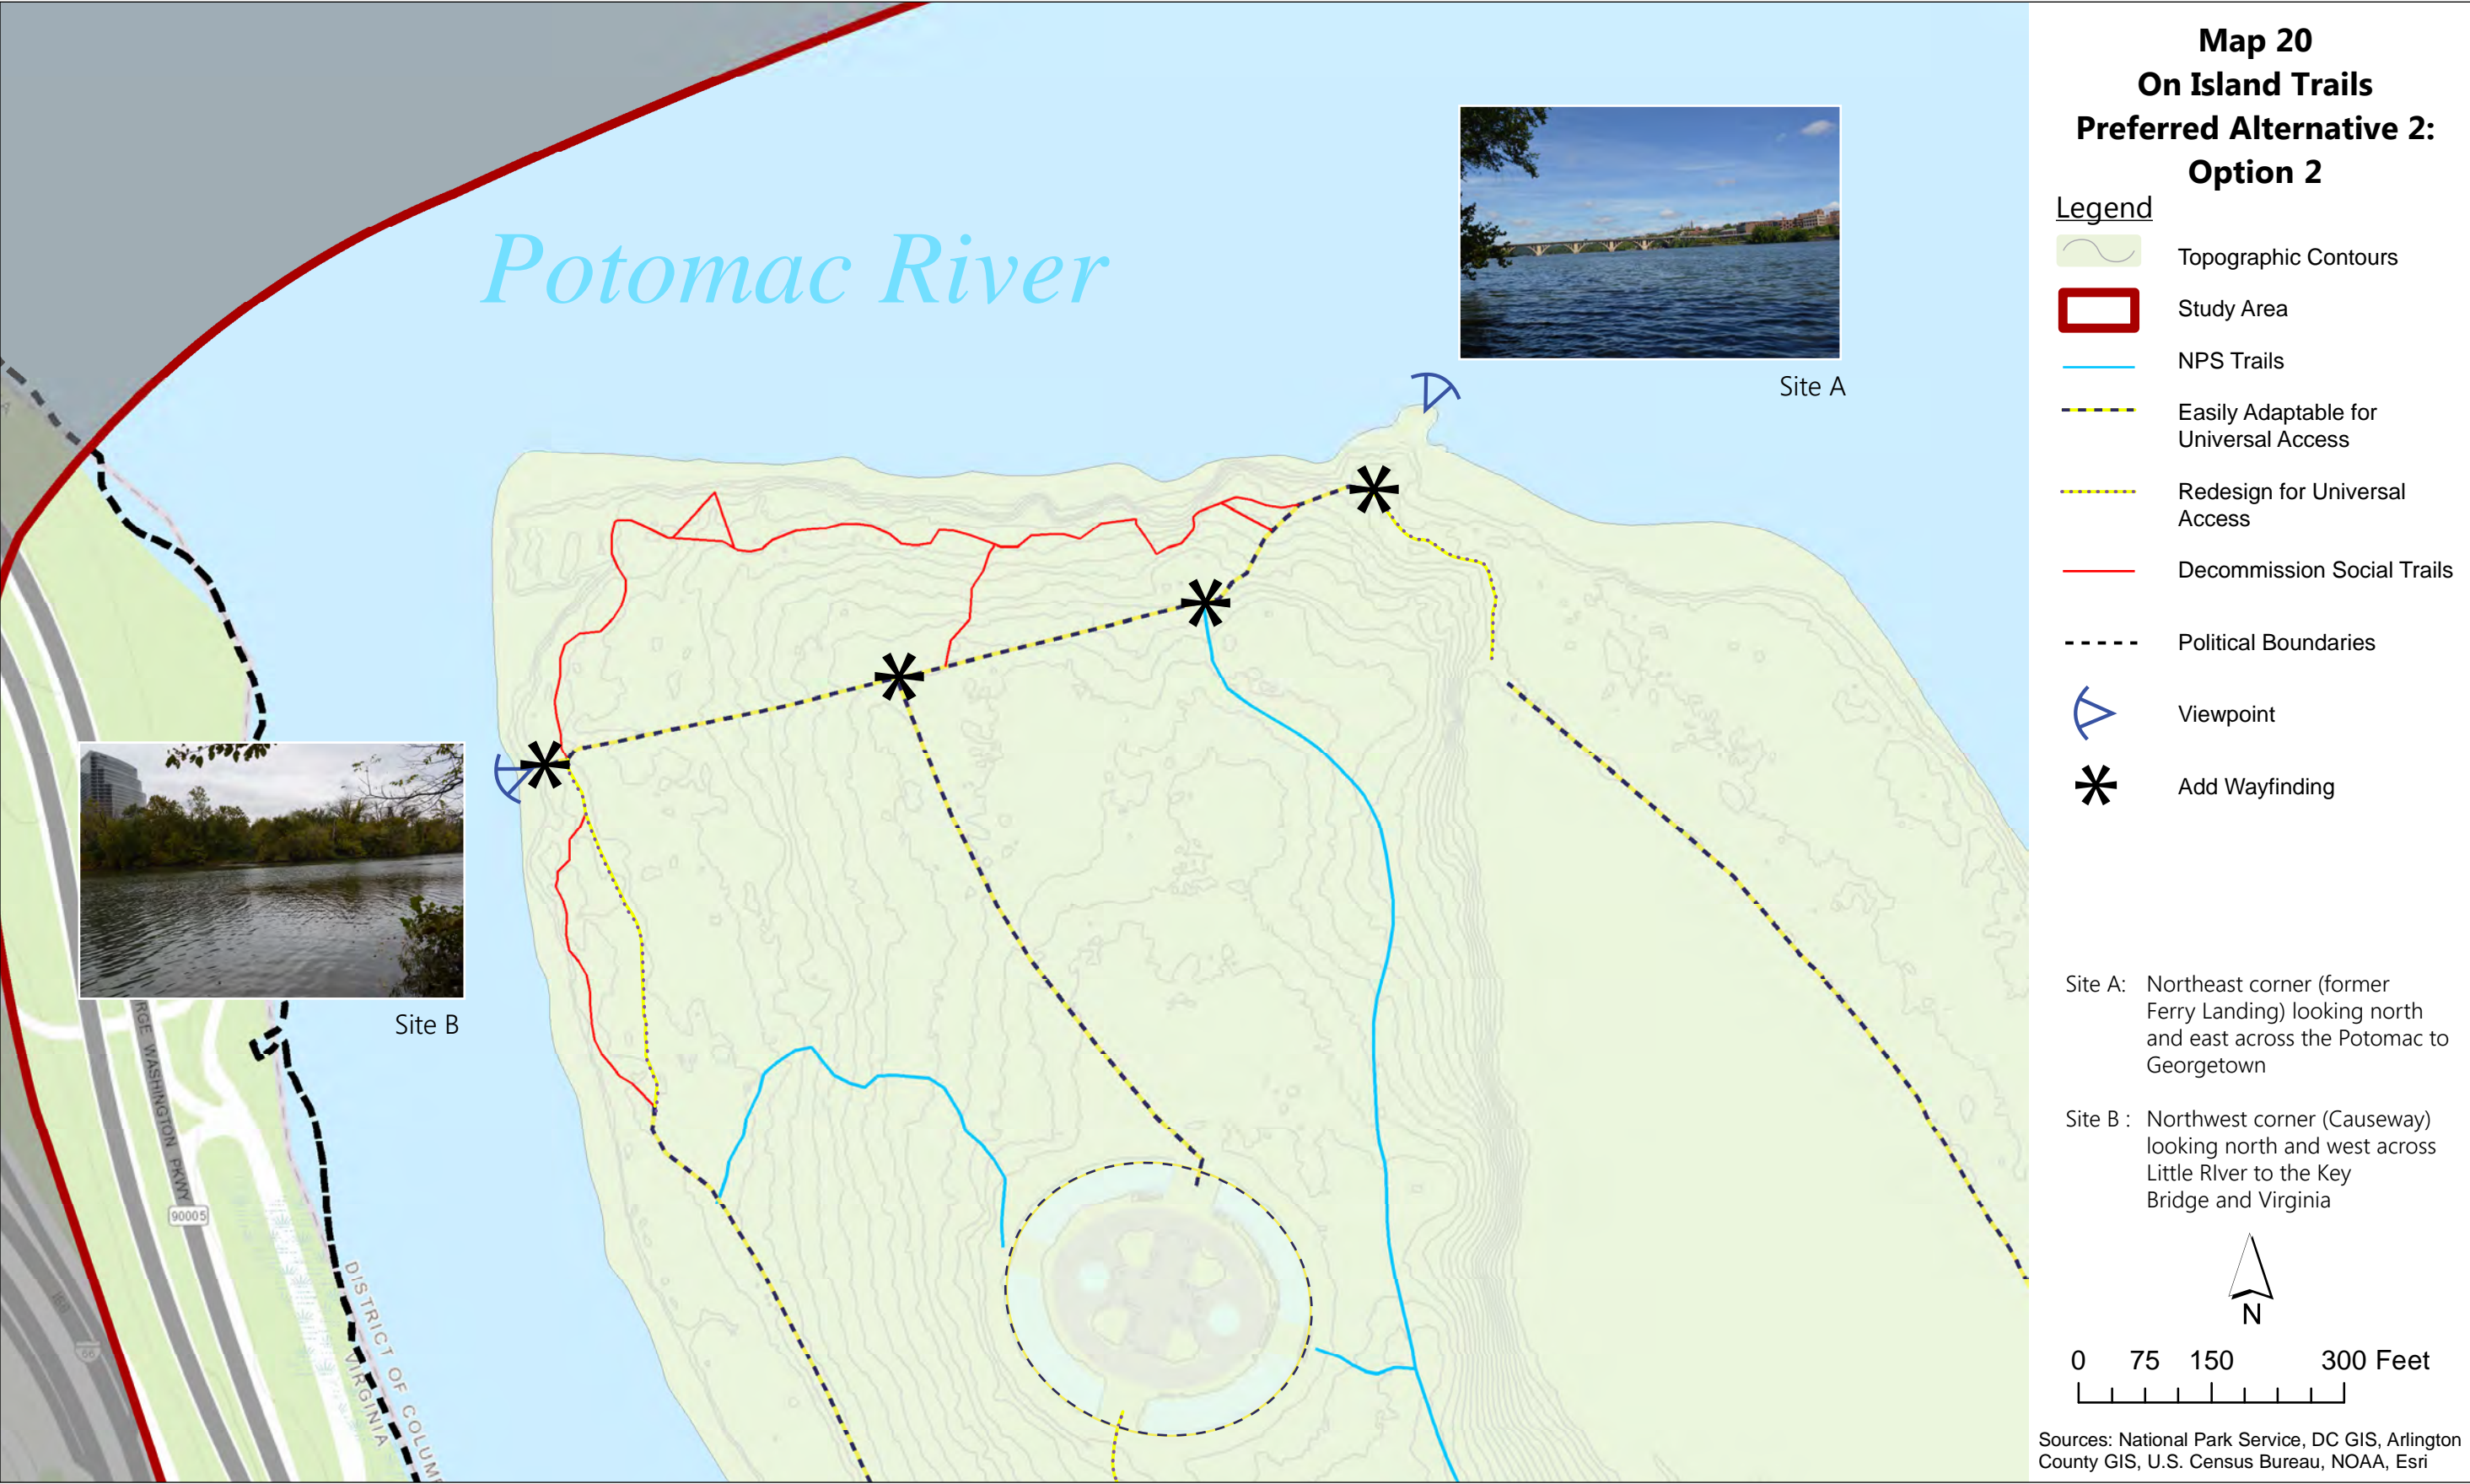 Map 20
On Island Trails
Preferred Alternative 2:
Option 2
Legend
Topographic Contours
Study Area
NPS Trails
Easily Adaptable for
Universal Access
Redesign for Universal
Access
Decommission Social Trails
Political Boundaries
Viewpoint
Add Wayfinding
Site A: Northeast corner (former
Ferry Landing) looking north
and east across the Potomac to
Georgetown
Site B : Northwest corner (Causeway)
looking north and west across
Little RIver to the Key
Bridge and Virginia
N
0 75 150 300 Feet
Sources: National Park Service, DC GIS, Arlington
County GIS, U.S. Census Bureau, NOAA, Esri
Potomac River
Site A
Site B
RGE WASHINGTON PKWY
90005
66
DISTRICT OF COLUM
VIRGINIA